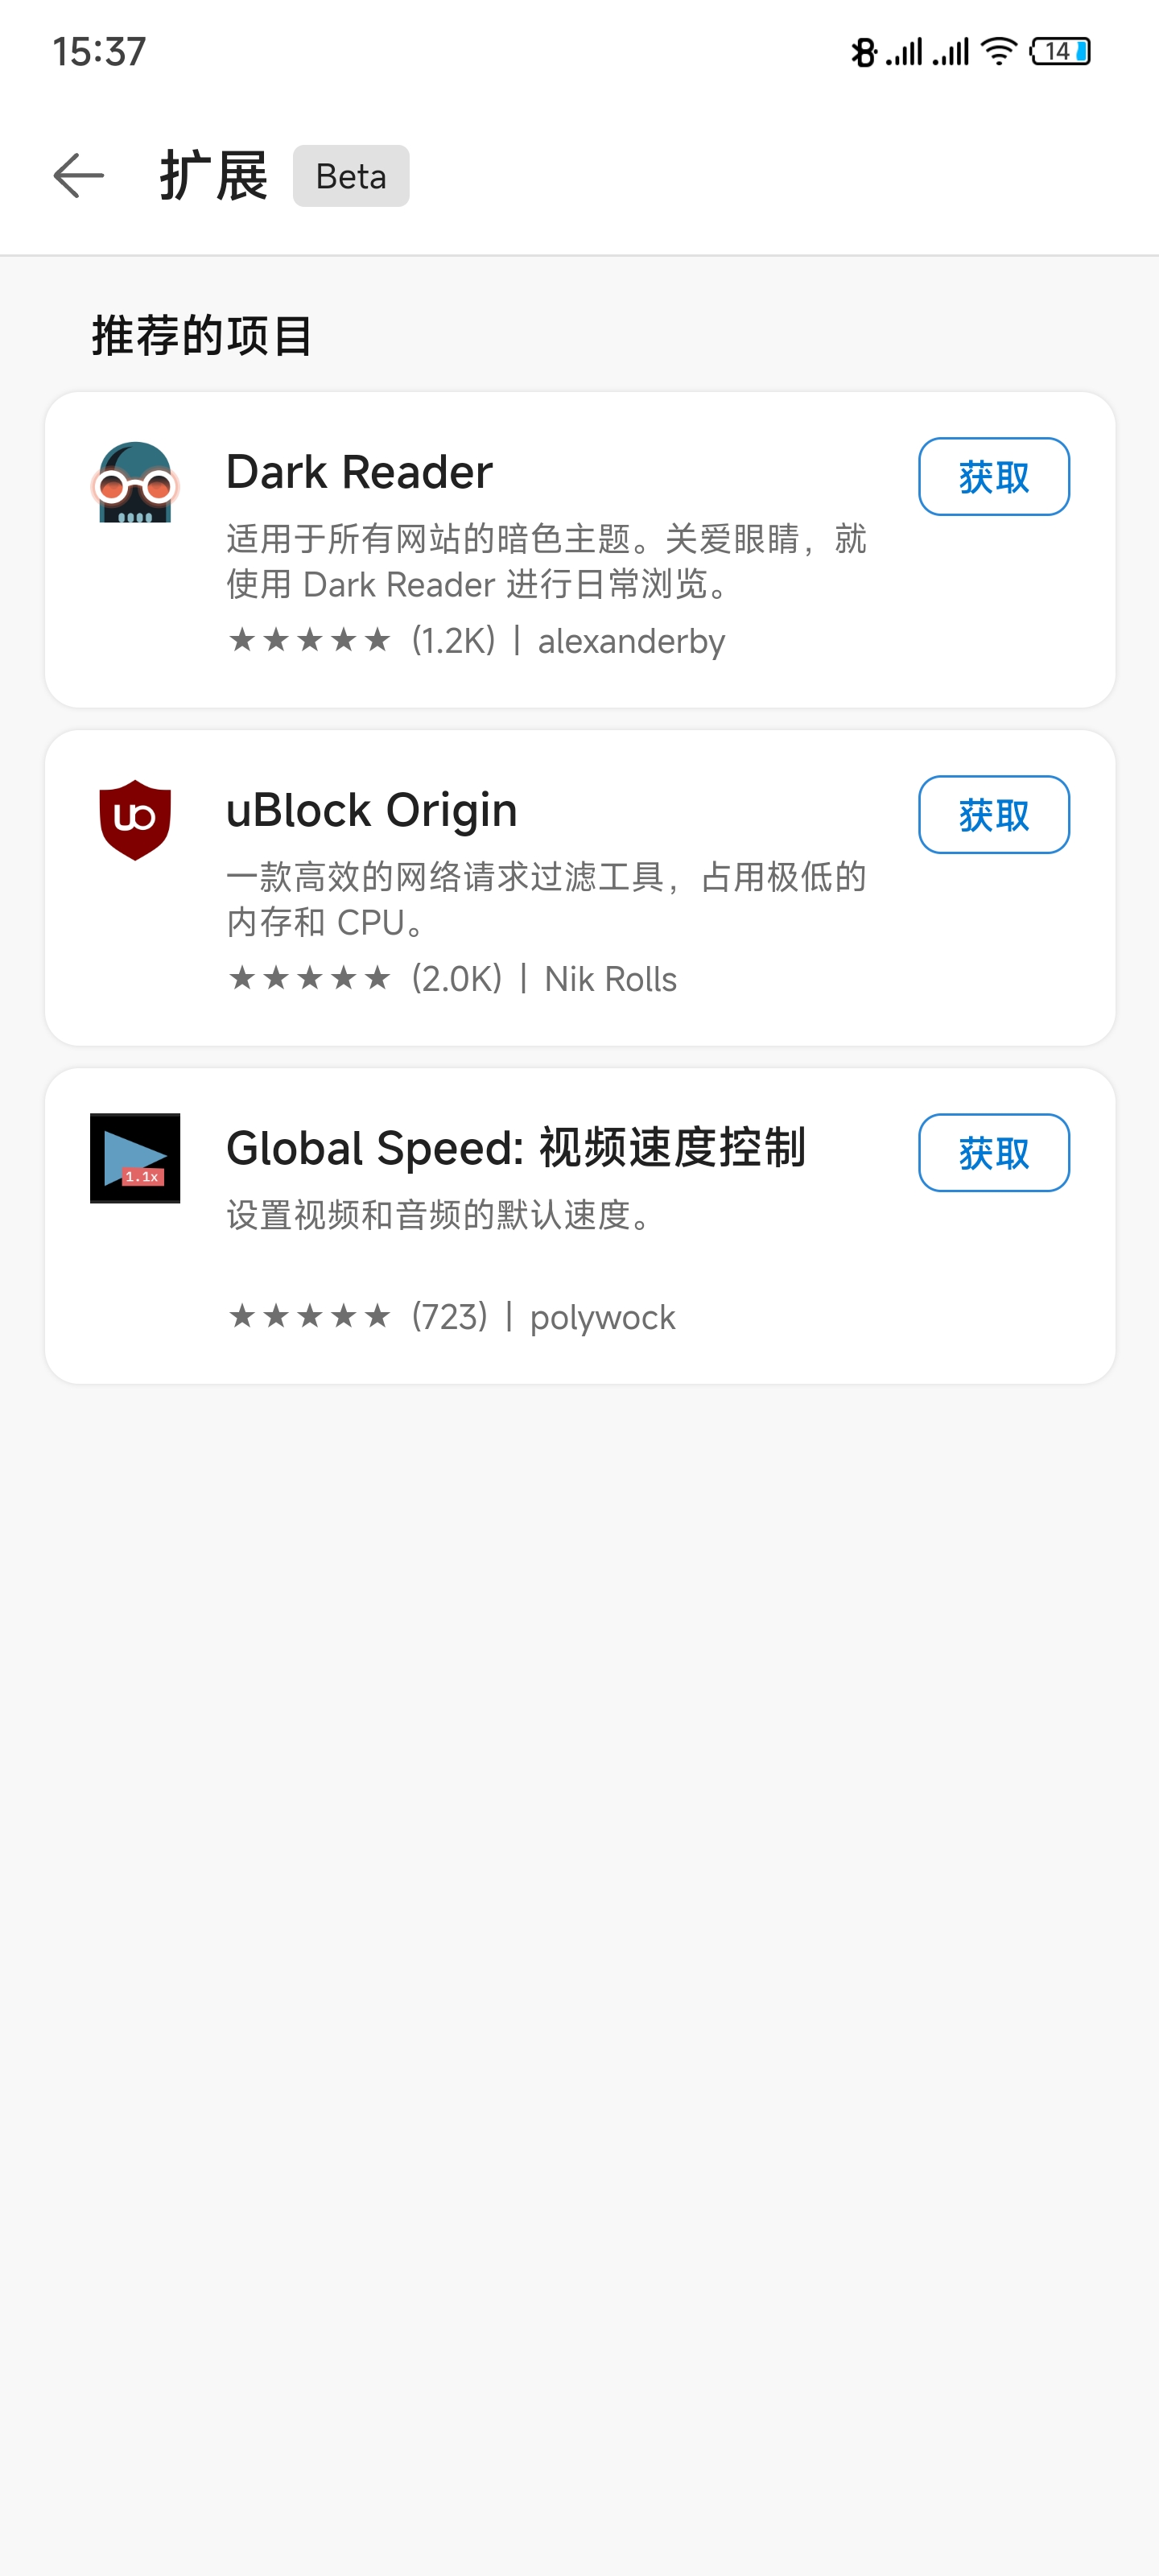 15:37
14
扩展 Beta
推荐的项目
Dark Reader
获取
适用于所有网站的暗色主题。关爱眼睛，就
使用 Dark Reader 进行日常浏览。
★★★★★ (1.2K) | alexanderby
uBlock Origin
获取
一款高效的网络请求过滤工具，占用极低的
内存和 CPU。
★★★★★ (2.0K) | Nik Rolls
1.1x
Global Speed: 视频速度控制
获取
设置视频和音频的默认速度。
★★★★★ (723) | polywock